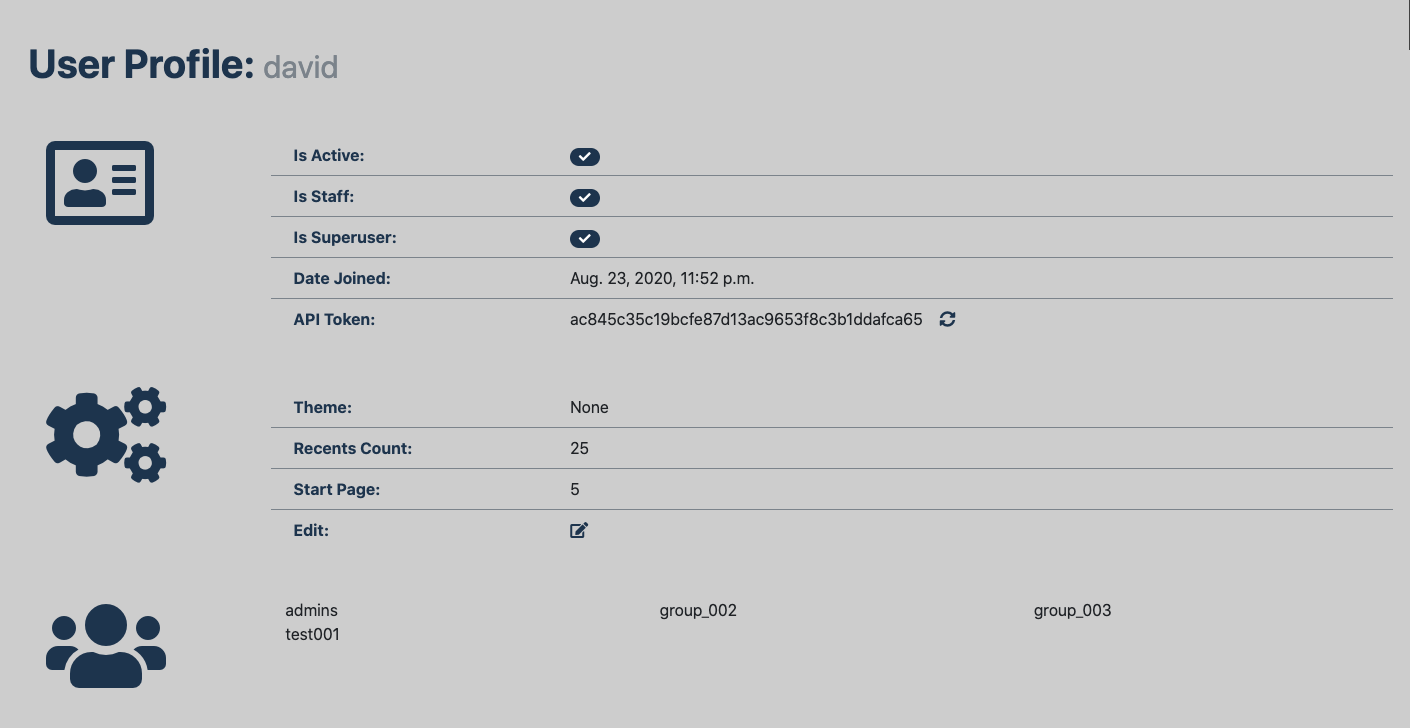 User Profile: david
Is Active:
Is Staff:
Is Superuser:
Date Joined: Aug. 23, 2020, 11:52 p.m.
API Token: ac845c35c19bcfe87d13ac9653f8c3b1ddafca65
Theme: None
Recents Count: 25
Start Page: 5
Edit:
admins group_002 group_003
test001